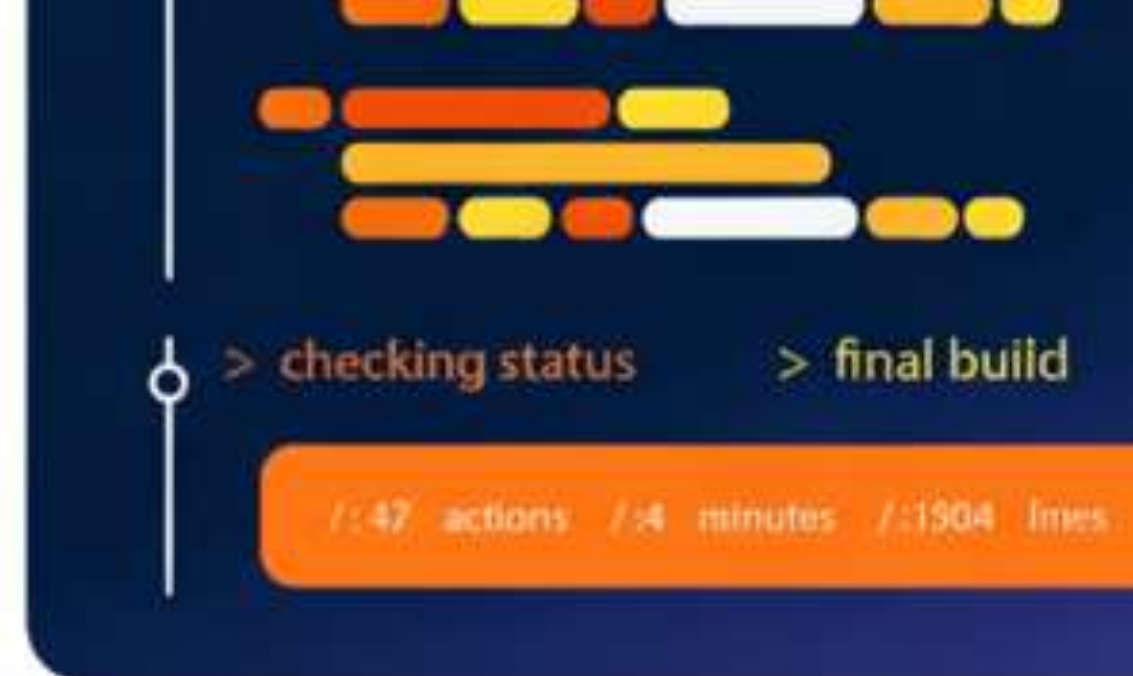 > checking status > final build
/:47 actions /:4 minutes /:1904 lines